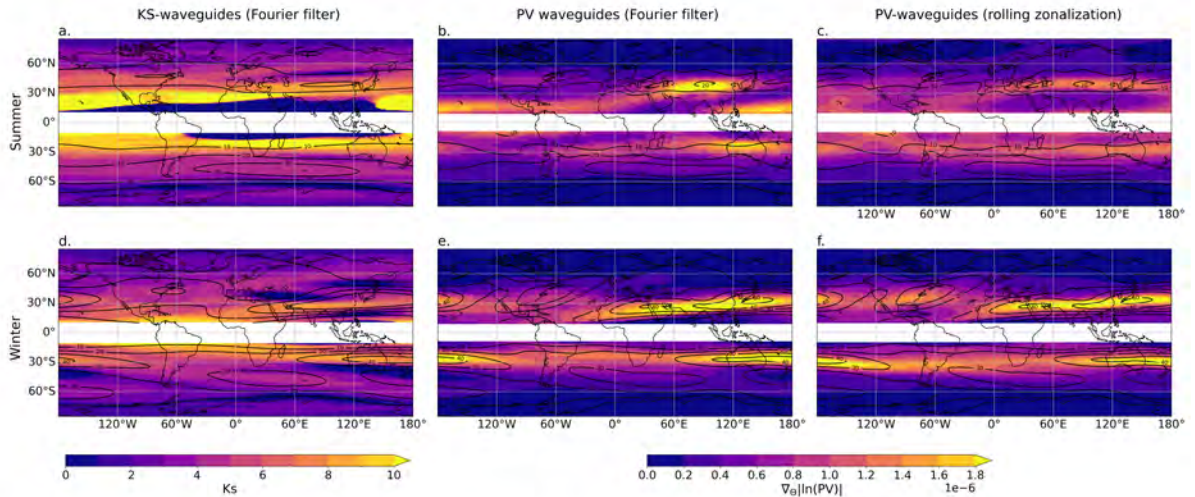 KS-waveguides (Fourier filter) PV waveguides (Fourier filter) PV-waveguides (rolling zonalization)
a. b. c.
60°N
30°N
0°
30°S
60°S
Summer
120°W 60°W 0° 60°E 120°E 180°
d. e. f.
60°N
30°N
0°
30°S
60°S
Winter
120°W 60°W 0° 60°E 120°E 180° 120°W 60°W 0° 60°E 120°E 180° 120°W 60°W 0° 60°E 120°E 180°
0 2 4 6 8 10
Ks
0.0 0.2 0.4 0.6 0.8 1.0 1.2 1.4 1.6 1.8
1e−6
∇Θ|ln(PV)|